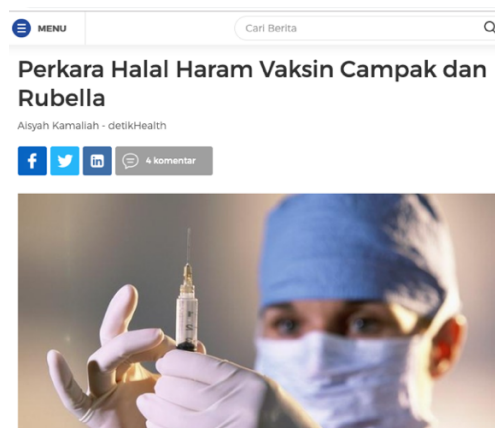 MENU
Cari Berita
Perkara Halal Haram Vaksin Campak dan
Rubella
Aisyah Kamaliah - detikHealth
4 komentar